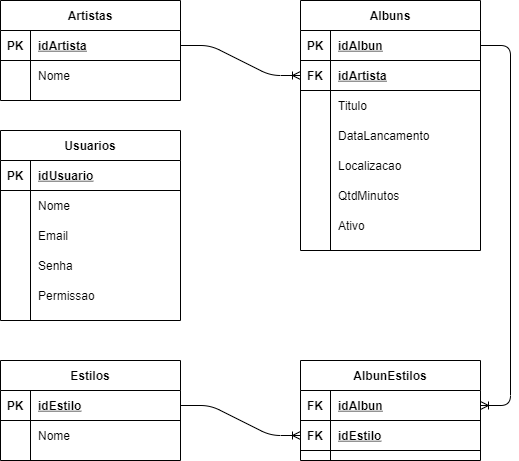 Artistas
PK idArtista
Nome
Albuns
PK idAlbun
FK idArtista
Titulo
DataLancamento
Localizacao
QtdMinutos
Ativo
Usuarios
PK idUsuario
Nome
Email
Senha
Permissao
Estilos
PK idEstilo
Nome
AlbunEstilos
FK idAlbun
FK idEstilo